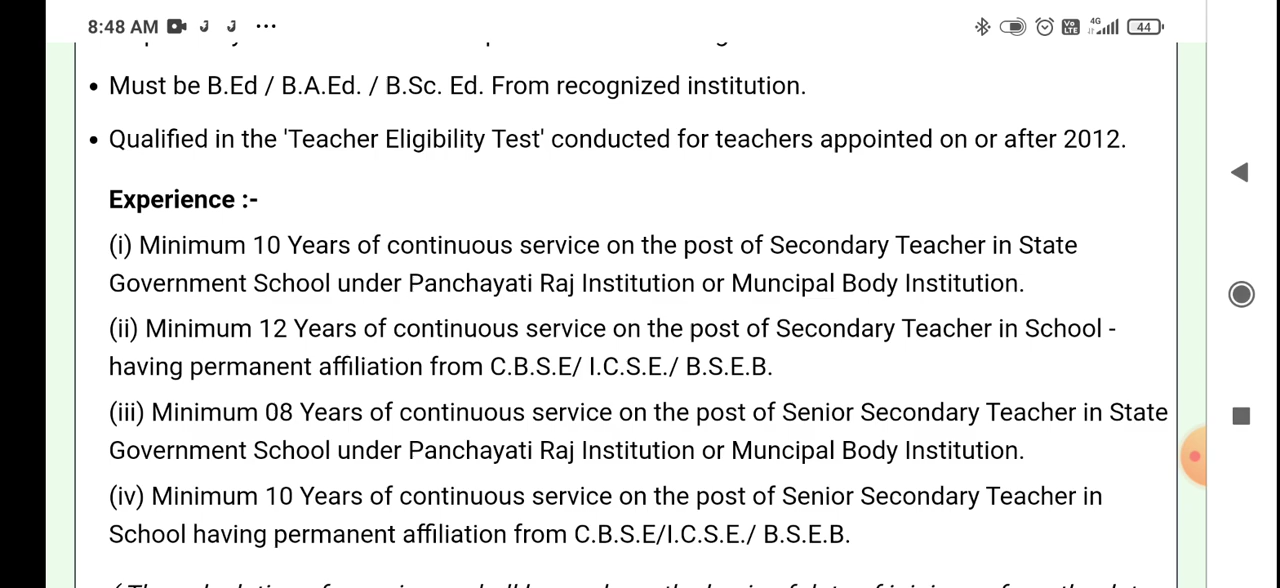 8:48 AM
4G
Vo
LTE
44
• Must be B.Ed / B.A.Ed. / B.Sc. Ed. From recognized institution.
• Qualified in the 'Teacher Eligibility Test' conducted for teachers appointed on or after 2012.
Experience :-
(i) Minimum 10 Years of continuous service on the post of Secondary Teacher in State
Government School under Panchayati Raj Institution or Muncipal Body Institution.
(ii) Minimum 12 Years of continuous service on the post of Secondary Teacher in School -
having permanent affiliation from C.B.S.E/ I.C.S.E./ B.S.E.B.
(iii) Minimum 08 Years of continuous service on the post of Senior Secondary Teacher in State
Government School under Panchayati Raj Institution or Muncipal Body Institution.
(iv) Minimum 10 Years of continuous service on the post of Senior Secondary Teacher in
School having permanent affiliation from C.B.S.E/I.C.S.E./ B.S.E.B.